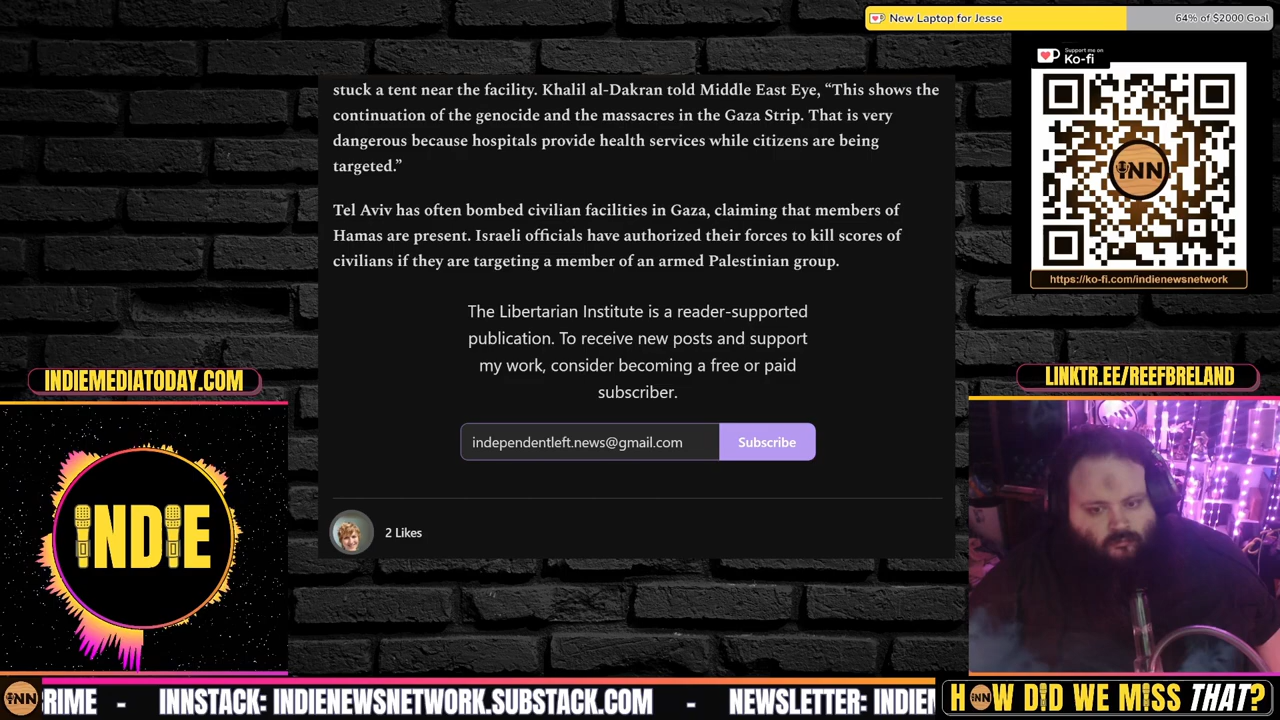 New Laptop for Jesse
64% of $2000 Goal
Support me on
Ko-fi
iNN
https://ko-fi.com/indienewsnetwork
stuck a tent near the facility. Khalil al-Dakran told Middle East Eye, “This shows the
continuation of the genocide and the massacres in the Gaza Strip. That is very
dangerous because hospitals provide health services while citizens are being
targeted.”
Tel Aviv has often bombed civilian facilities in Gaza, claiming that members of
Hamas are present. Israeli officials have authorized their forces to kill scores of
civilians if they are targeting a member of an armed Palestinian group.
The Libertarian Institute is a reader-supported
publication. To receive new posts and support
my work, consider becoming a free or paid
subscriber.
independentleft.news@gmail.com
Subscribe
2 Likes
INDIEMEDIATODAY.COM
LINKTR.EE/REEFBRELAND
INDIE
iNN
RIME - INNSTACK: INDIENEWSNETWORK.SUBSTACK.COM - NEWSLETTER: INDIEN
HOW DID WE MISS THAT?